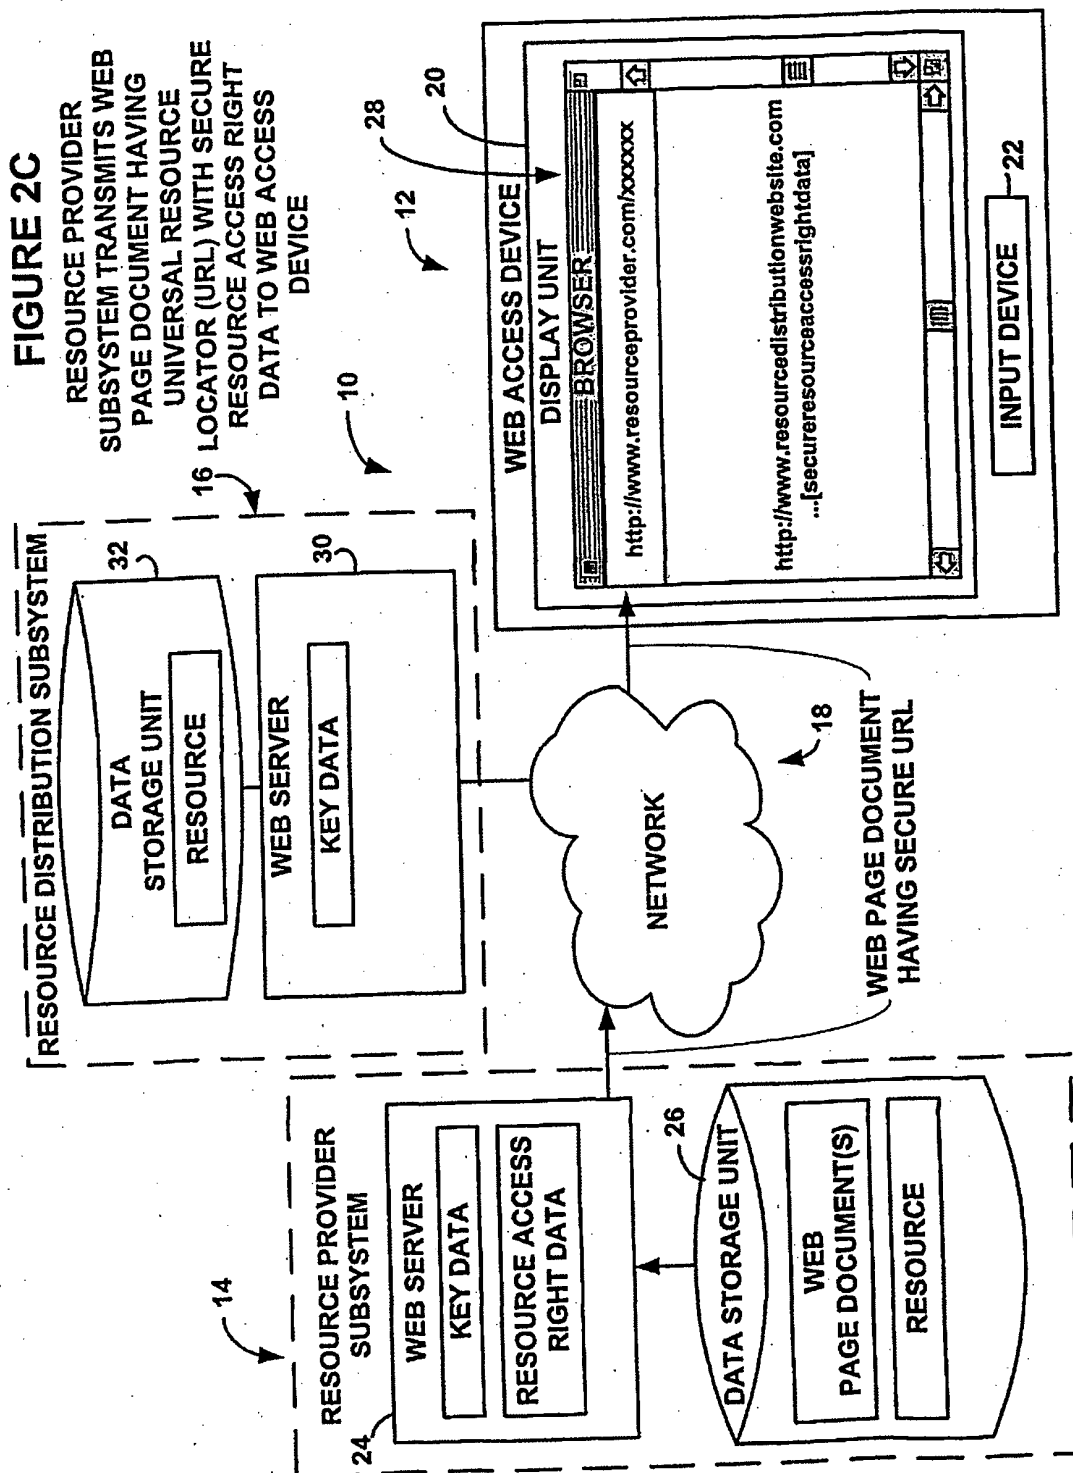 FIGURE 2C
RESOURCE PROVIDER
SUBSYSTEM TRANSMITS WEB
PAGE DOCUMENT HAVING
UNIVERSAL RESOURCE
LOCATOR (URL) WITH SECURE
RESOURCE ACCESS RIGHT
DATA TO WEB ACCESS
DEVICE
RESOURCE DISTRIBUTION SUBSYSTEM
16
32
DATA
STORAGE UNIT
RESOURCE
30
WEB SERVER
KEY DATA
10
12
14
RESOURCE PROVIDER
SUBSYSTEM
24
WEB SERVER
KEY DATA
RESOURCE ACCESS
RIGHT DATA
26
DATA STORAGE UNIT
WEB
PAGE DOCUMENT(S)
RESOURCE
NETWORK
18
WEB PAGE DOCUMENT
HAVING SECURE URL
28
20
WEB ACCESS DEVICE
DISPLAY UNIT
BROWSER
http://www.resourceprovider.com/xxxxxx
http://www.resourcedistributionwebsite.com
...[secureresourceaccessrightdata]
INPUT DEVICE
22